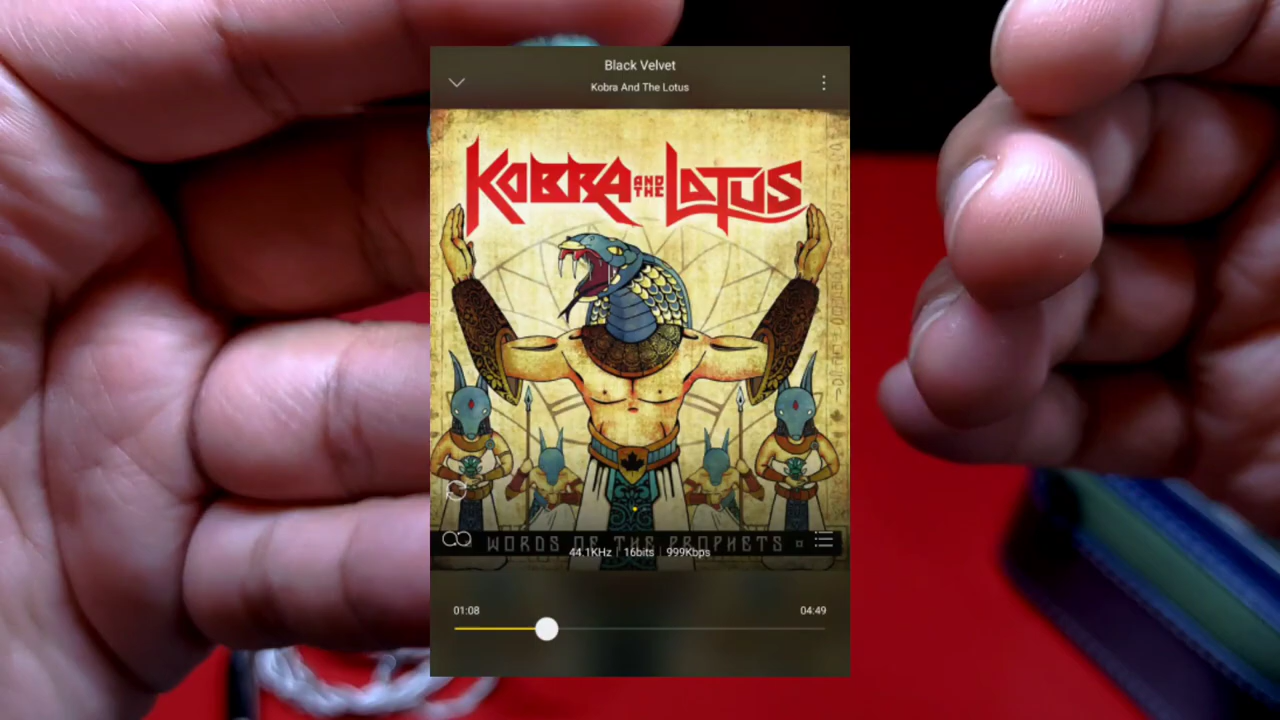 Black Velvet
Kobra And The Lotus
KOBRA AND THE LOTUS
WORDS OF THE PROPHETS
44.1KHz | 16bits | 999Kbps
01:08
04:49